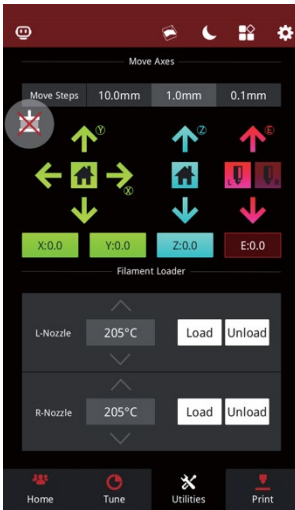 Move Axes
Move Steps 10.0mm 1.0mm 0.1mm
Y Z E
X L R
X:0.0 Y:0.0 Z:0.0 E:0.0
Filament Loader
L-Nozzle 205°C Load Unload
R-Nozzle 205°C Load Unload
Home Tune Utilities Print